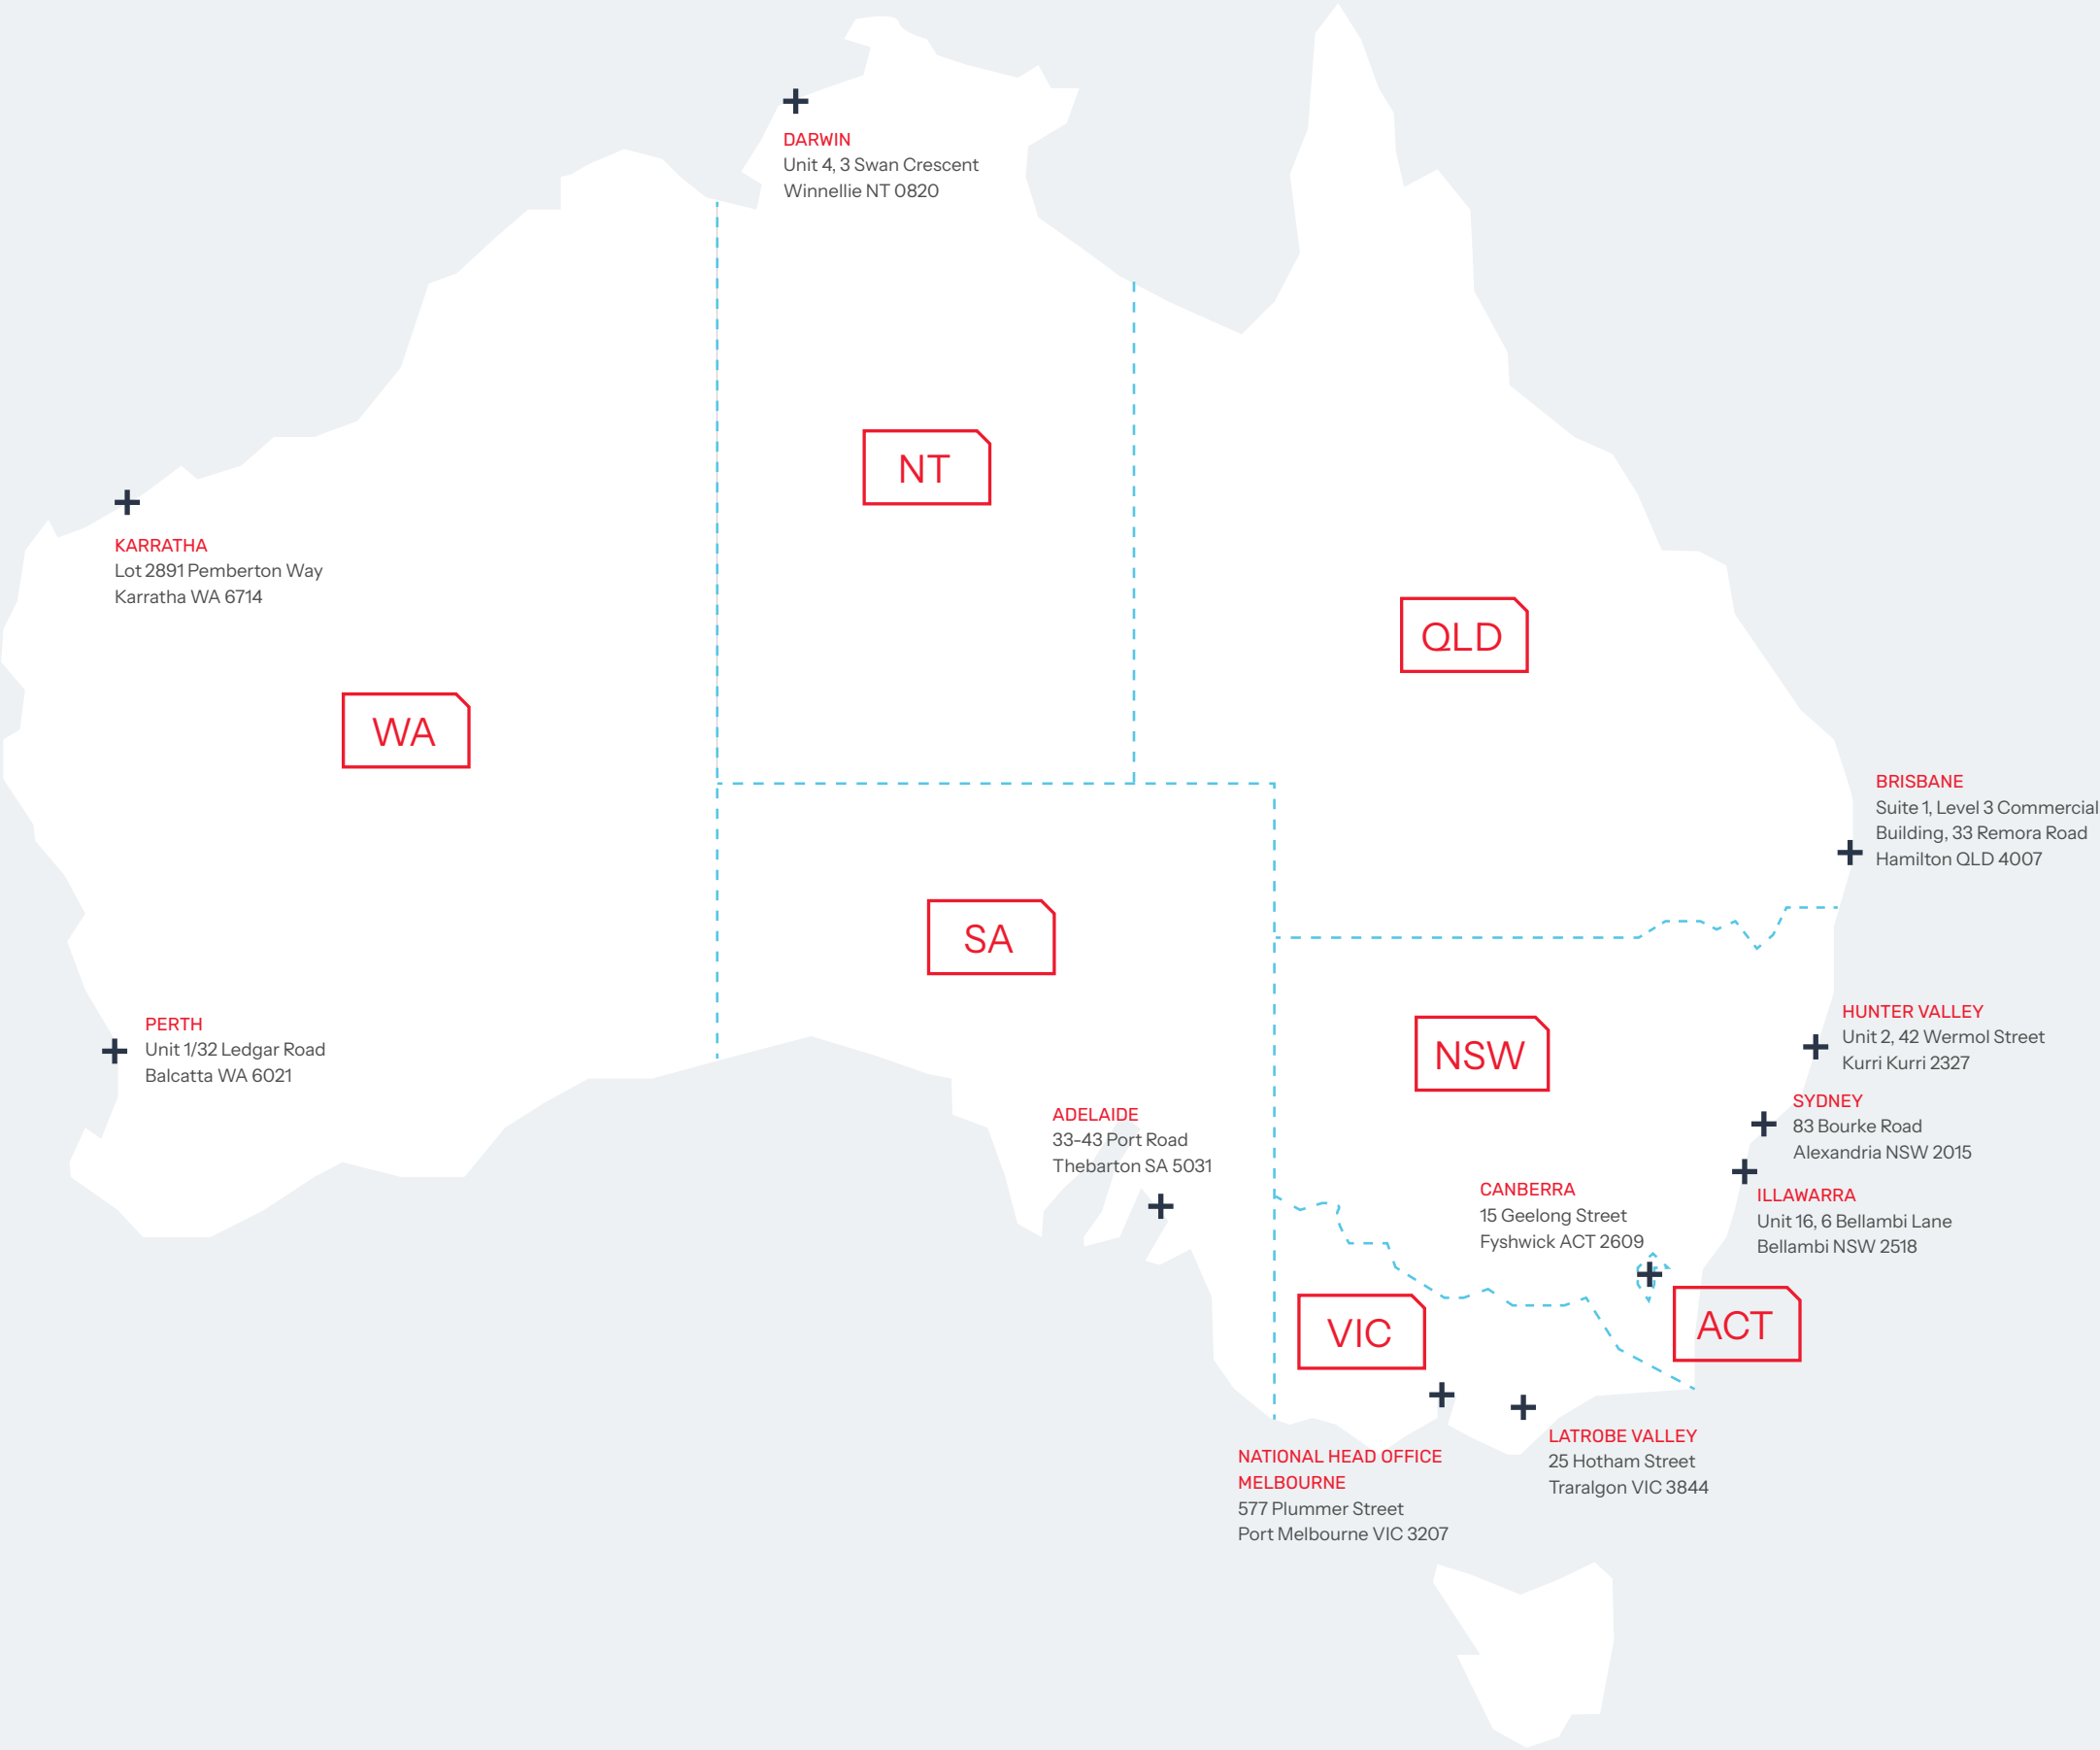 DARWIN
Unit 4, 3 Swan Crescent
Winnellie NT 0820
NT
KARRATHA
Lot 2891 Pemberton Way
Karratha WA 6714
QLD
WA
BRISBANE
Suite 1, Level 3 Commercial
Building, 33 Remora Road
Hamilton QLD 4007
SA
PERTH
Unit 1/32 Ledgar Road
Balcatta WA 6021
NSW
HUNTER VALLEY
Unit 2, 42 Wermol Street
Kurri Kurri 2327
ADELAIDE
33-43 Port Road
Thebarton SA 5031
SYDNEY
83 Bourke Road
Alexandria NSW 2015
CANBERRA
15 Geelong Street
Fyshwick ACT 2609
ILLAWARRA
Unit 16, 6 Bellambi Lane
Bellambi NSW 2518
VIC
ACT
NATIONAL HEAD OFFICE
MELBOURNE
577 Plummer Street
Port Melbourne VIC 3207
LATROBE VALLEY
25 Hotham Street
Traralgon VIC 3844